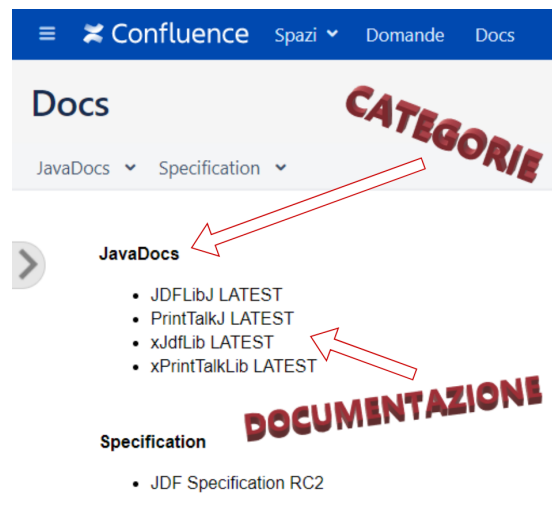 Confluence Spazi Domande Docs
Docs
CATEGORIE
JavaDocs Specification
JavaDocs
JDFLibJ LATEST
PrintTalkJ LATEST
xJdfLib LATEST
xPrintTalkLib LATEST
DOCUMENTAZIONE
Specification
JDF Specification RC2